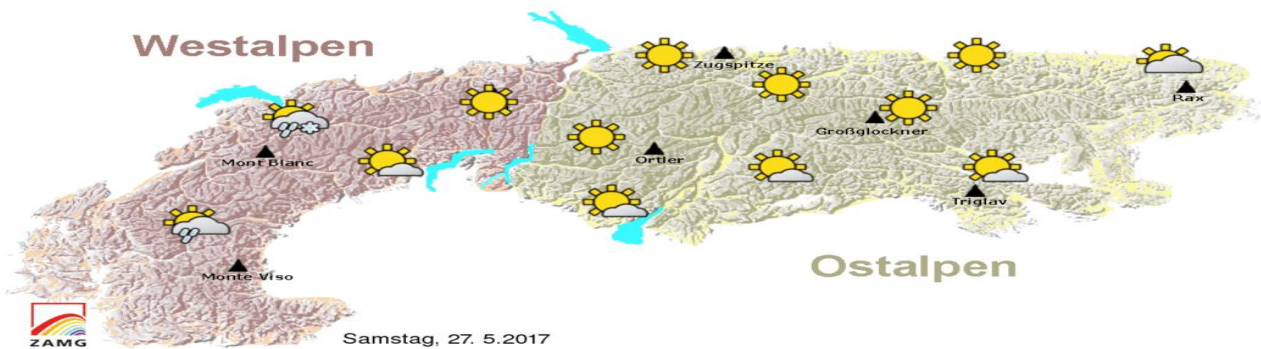 Westalpen
Zugspitze
Rax
Großglockner
Mont Blanc
Ortler
Triglav
Ostalpen
Monte Viso
ZAMG
Samstag, 27. 5.2017